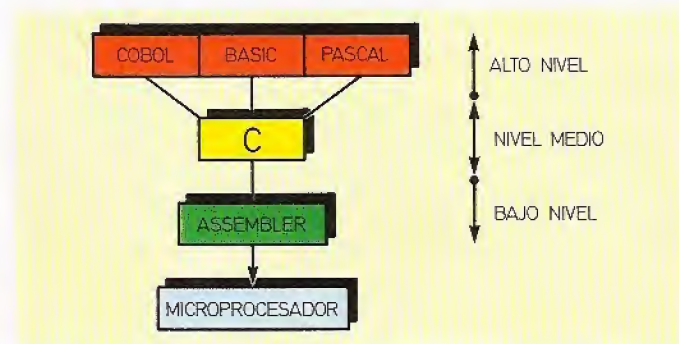 COBOL BASIC PASCAL
ALTO NIVEL
C
NIVEL MEDIO
ASSEMBLER
BAJO NIVEL
MICROPROCESADOR